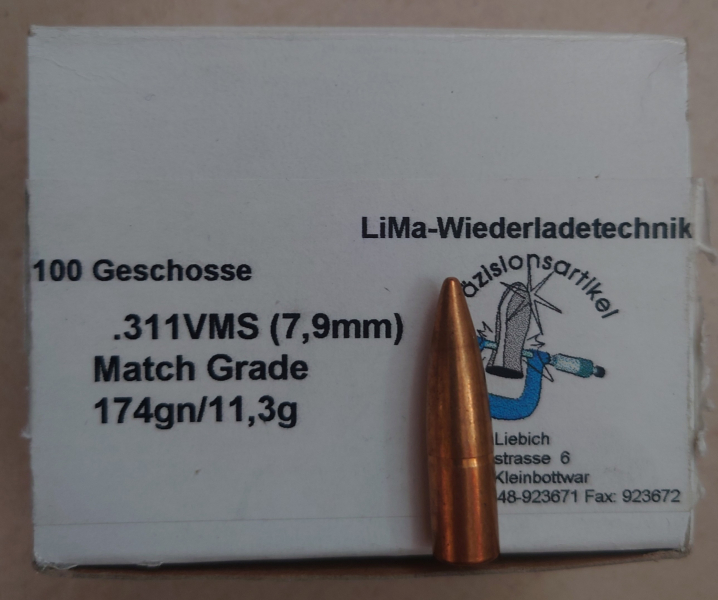 LiMa-Wiederladetechnik
äzisionsartikel
100 Geschosse
.311VMS (7,9mm)
Match Grade
174gn/11,3g
Liebich
strasse 6
Kleinbottwar
48-923671 Fax: 923672